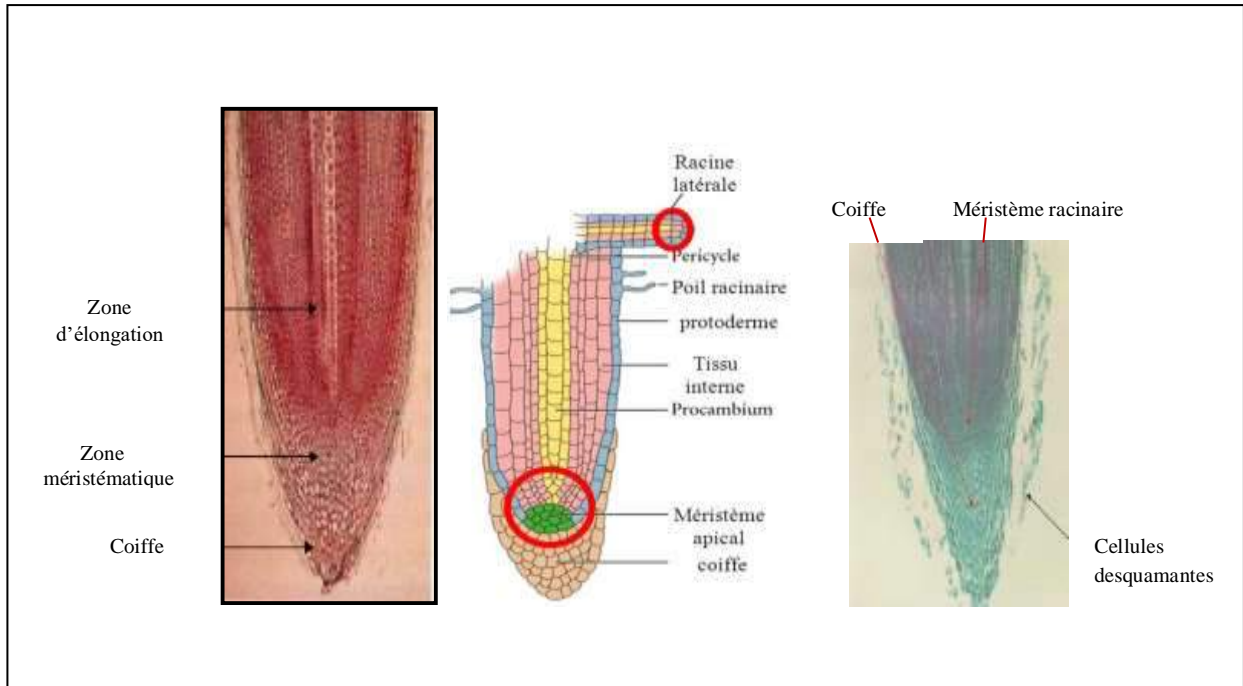 Zone
d’élongation
Zone
méristématique
Coiffe
Racine
latérale
Pericycle
Poil racinaire
protoderme
Tissu
interne
Procambium
Méristème
apical
coiffe
Coiffe
Méristème racinaire
Cellules
desquamantes